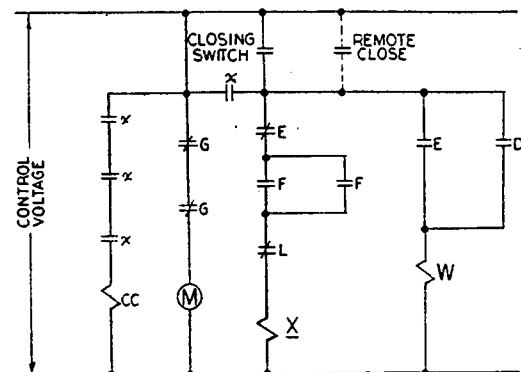 CLOSING
SWITCH
REMOTE
CLOSE
CONTROL
VOLTAGE
x
x
x
x
CC
G
G
M
E
F
F
L
X
E
D
W